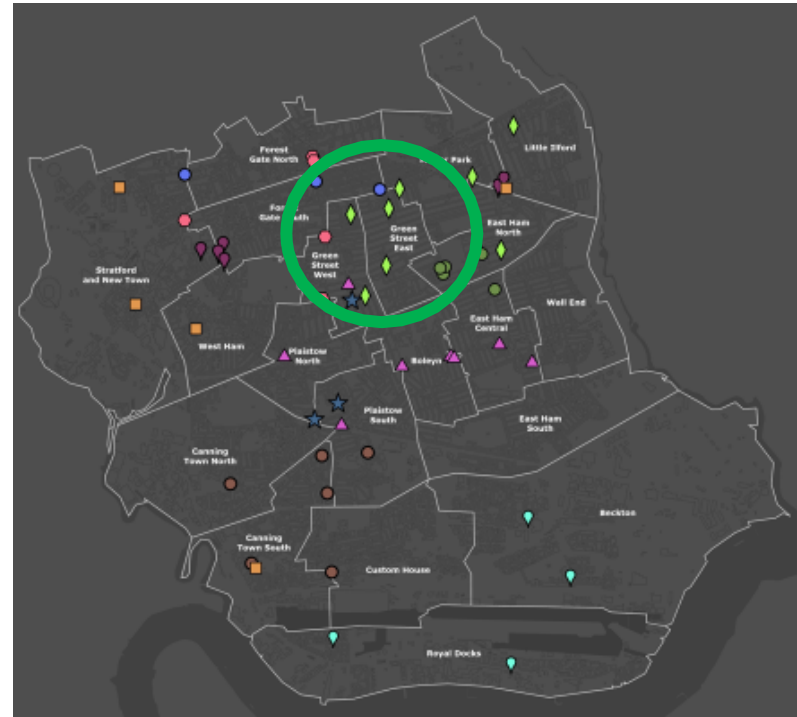 Little Ilford
Forest
Gate North
Park
Gate South
East Ham
North
Green
Street
East
Green
Street
West
Stratford
and New Town
Wall End
East Ham
Central
West Ham
Plaistow
North
Boleyn
Plaistow
South
East Ham
South
Canning
Town North
Beckton
Canning
Town South
Custom House
Royal Docks